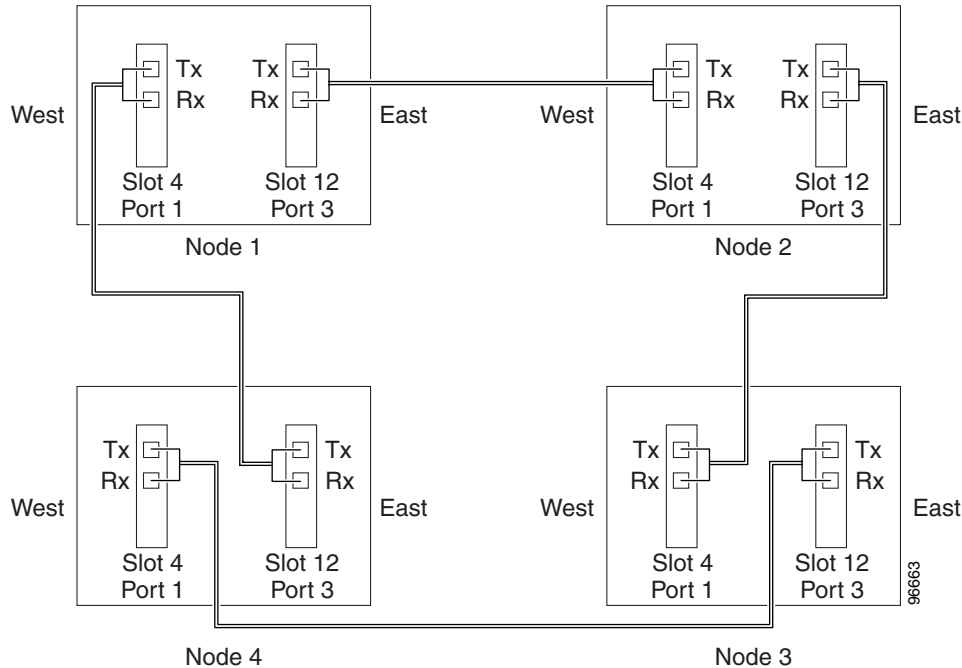 Tx Tx Tx Tx
Rx Rx Rx Rx
West East West East
Slot 4 Slot 12 Slot 4 Slot 12
Port 1 Port 3 Port 1 Port 3
Node 1 Node 2
Tx Tx Tx Tx
Rx Rx Rx Rx
West East West East
Slot 4 Slot 12 Slot 4 Slot 12
Port 1 Port 3 Port 1 Port 3
96663
Node 4 Node 3